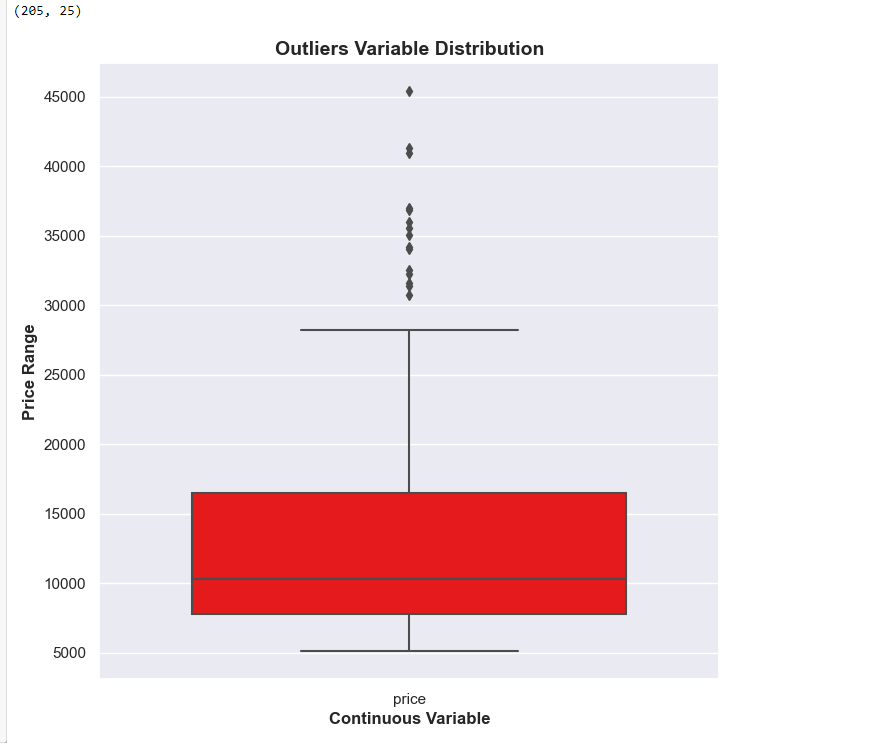 (205, 25)
Outliers Variable Distribution
45000
40000
35000
30000
25000
20000
15000
10000
5000
Price Range
price
Continuous Variable